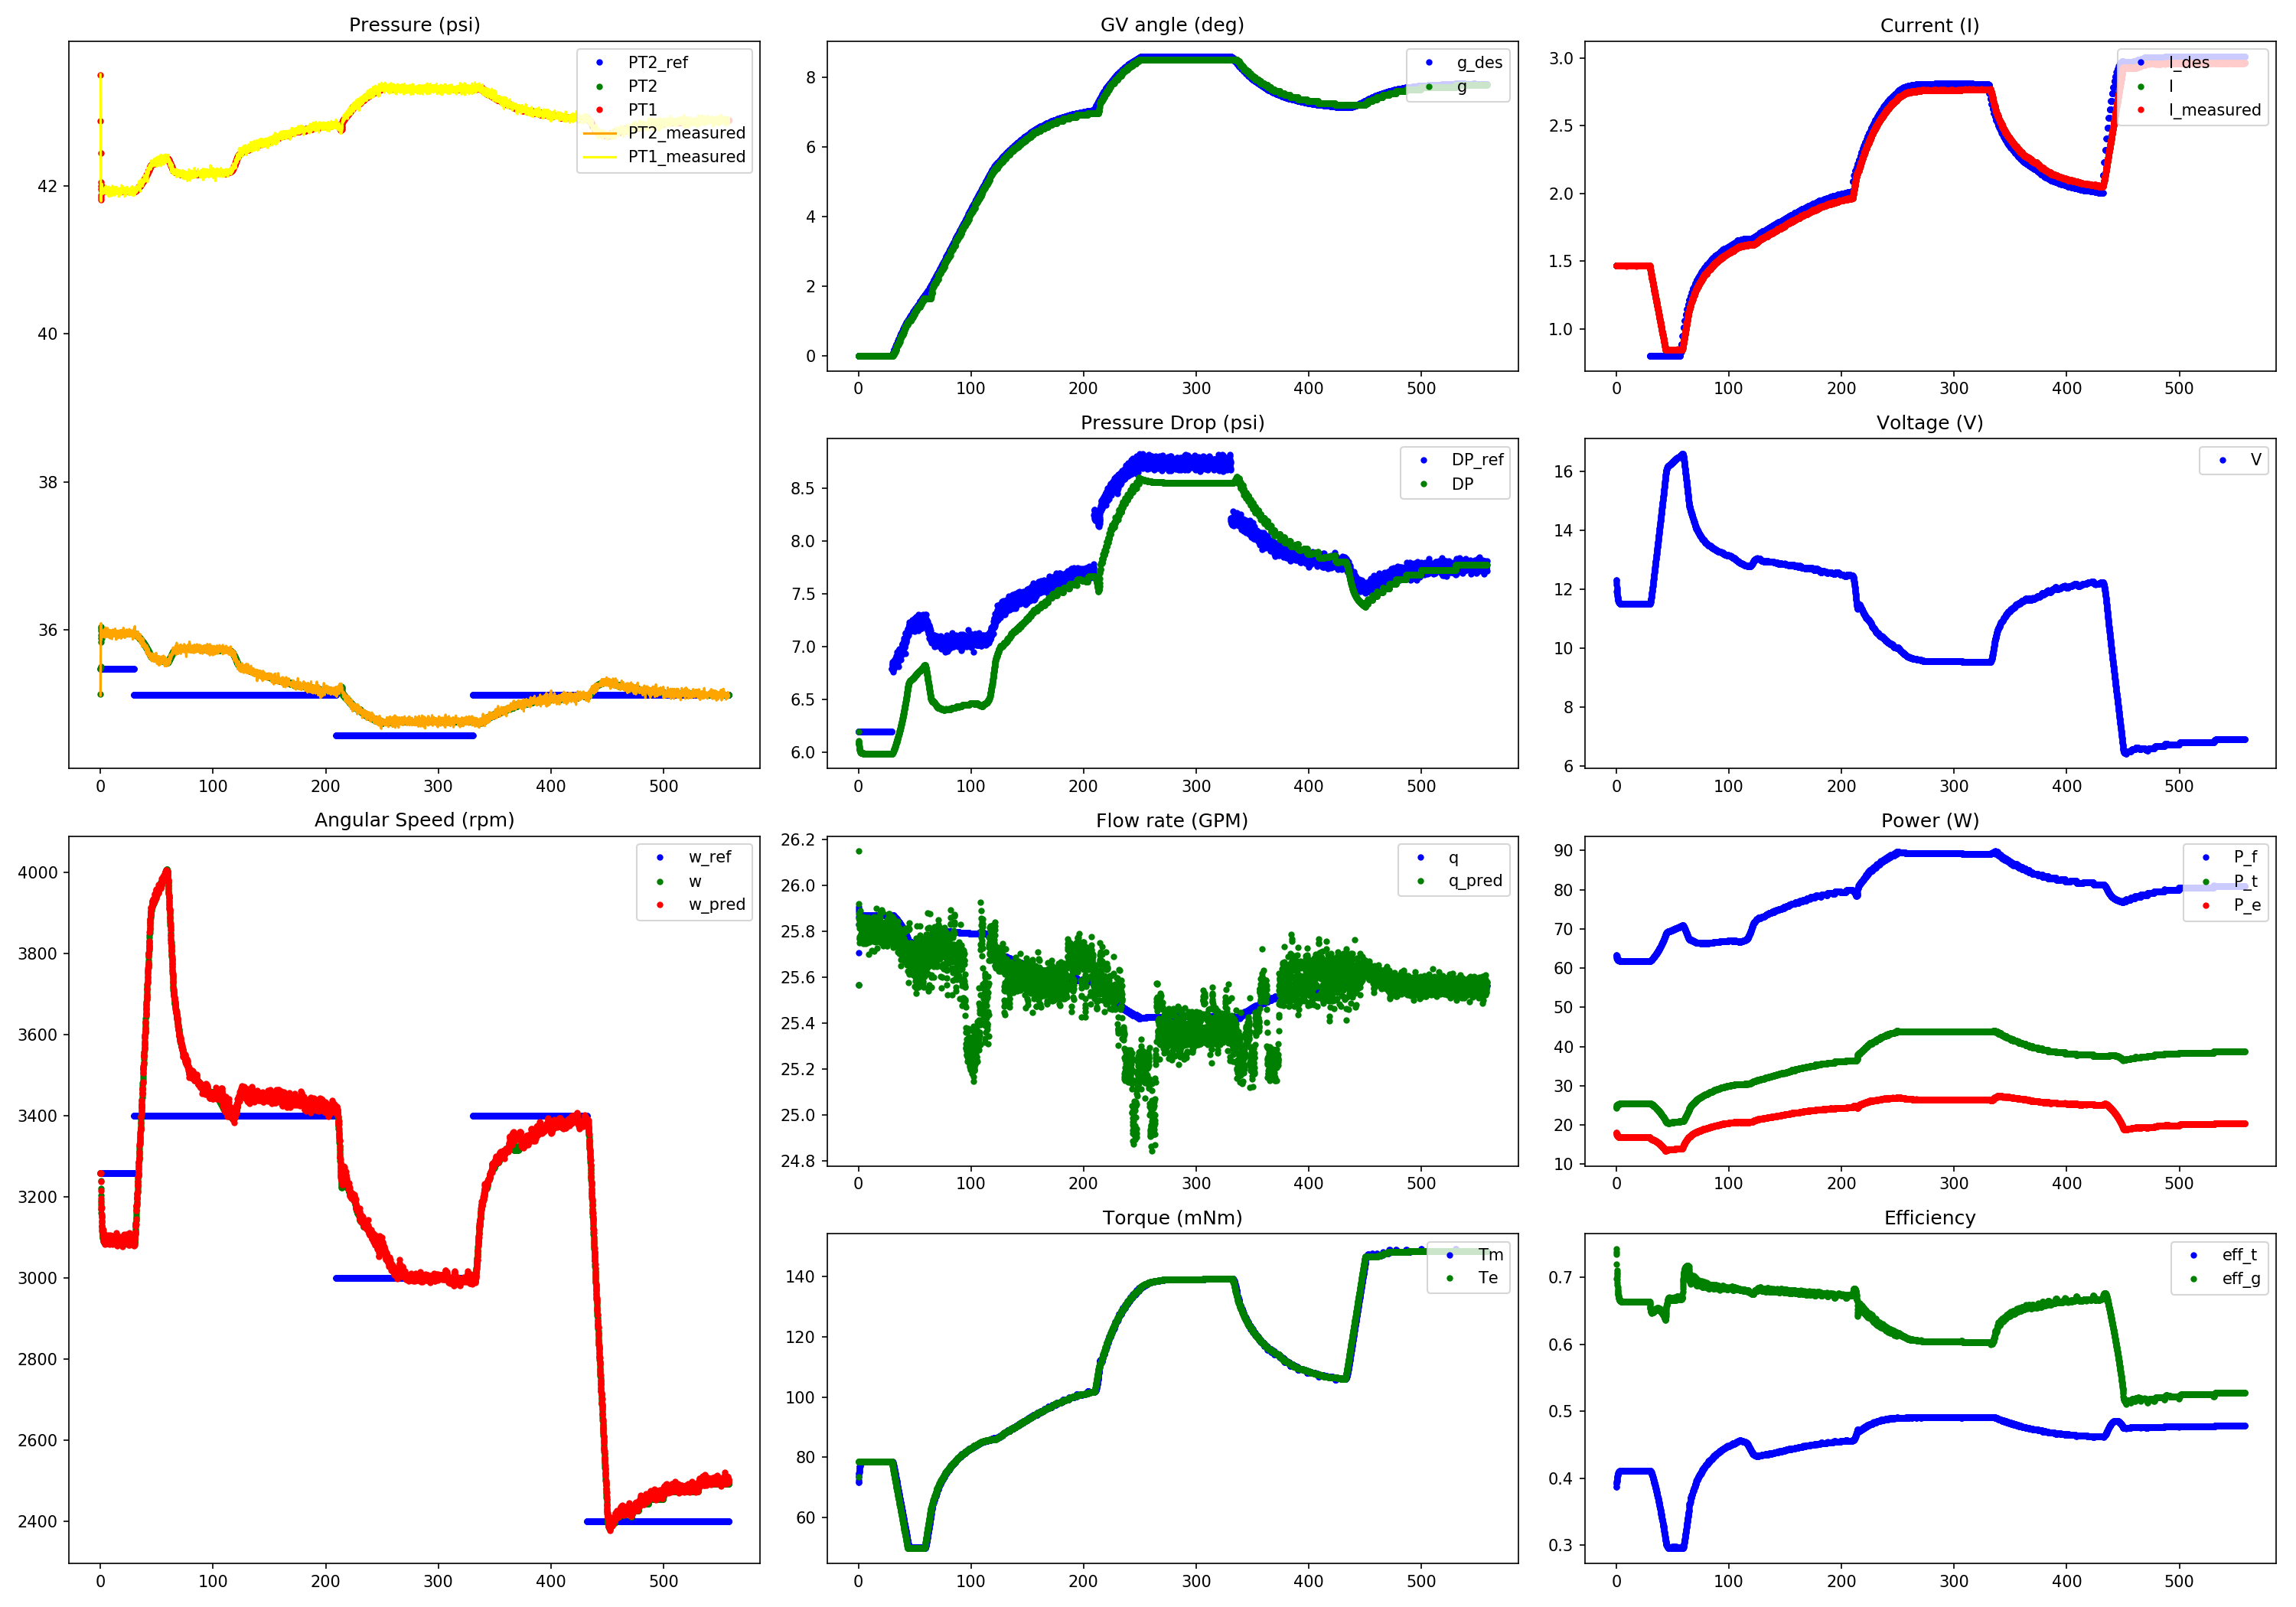 Pressure (psi)
PT2_ref
PT2
PT1
PT2_measured
PT1_measured
42
40
38
36
0 100 200 300 400 500
GV angle (deg)
g_des
g
8
6
4
2
0
0 100 200 300 400 500
Current (I)
I_des
I
I_measured
3.0
2.5
2.0
1.5
1.0
0 100 200 300 400 500
Pressure Drop (psi)
DP_ref
DP
8.5
8.0
7.5
7.0
6.5
6.0
0 100 200 300 400 500
Voltage (V)
V
16
14
12
10
8
6
0 100 200 300 400 500
Angular Speed (rpm)
w_ref
w
w_pred
4000
3800
3600
3400
3200
3000
2800
2600
2400
0 100 200 300 400 500
Flow rate (GPM)
q
q_pred
26.2
26.0
25.8
25.6
25.4
25.2
25.0
24.8
0 100 200 300 400 500
Power (W)
P_f
P_t
P_e
90
80
70
60
50
40
30
20
10
0 100 200 300 400 500
Torque (mNm)
Tm
Te
140
120
100
80
60
0 100 200 300 400 500
Efficiency
eff_t
eff_g
0.7
0.6
0.5
0.4
0.3
0 100 200 300 400 500